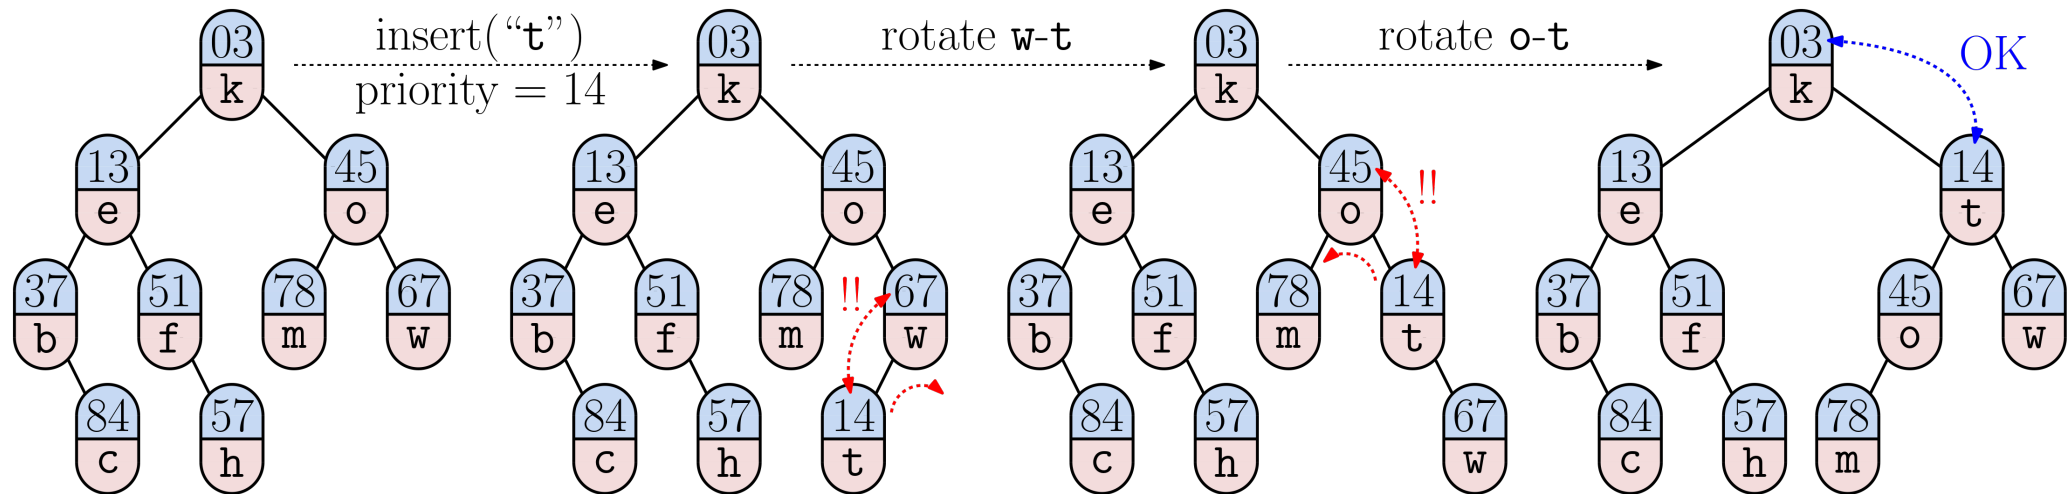 03 insert(“t”) 03 rotate w-t 03 rotate o-t 03 OK
k priority = 14 k k k
13 45 13 45 13 45 !! 13 14
e o e o e o e t
37 51 78 67 37 51 78 !! 67 37 51 78 14 37 51 45 67
b f m w b f m w b f m t b f o w
84 57 84 57 14 84 57 67 84 57 78
c h c h t c h w c h m